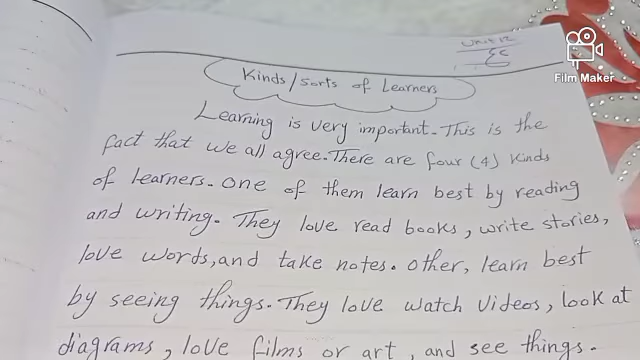 Unit 12
Film Maker
Kinds/Sorts of Learners
Learning is very important. This is the
fact that we all agree. There are four (4) Kinds
of learners. One of them learn best by reading
and writing. They love read books, write stories,
love words, and take notes. Other, learn best
by seeing things. They love watch videos, look at
diagrams, love films or art, and see things.